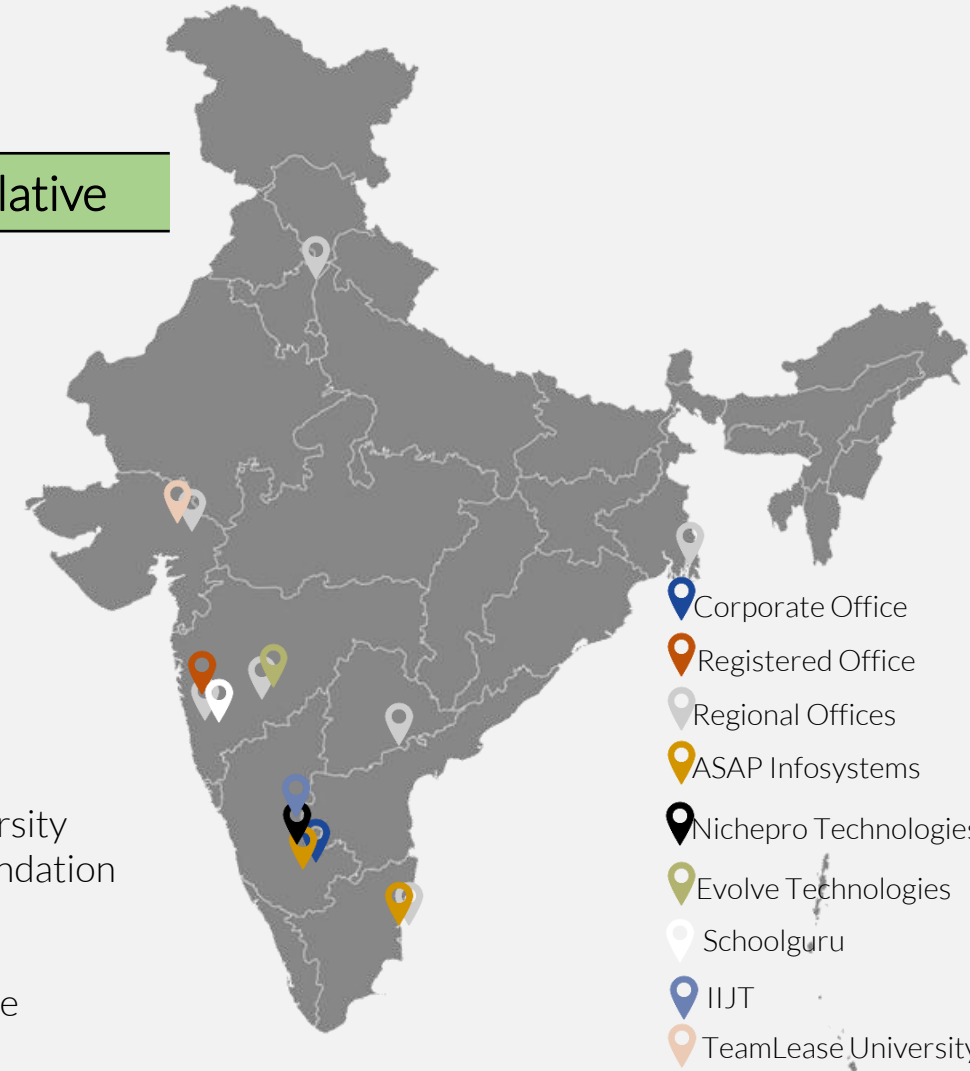 lative
rsity
ndation
e
Corporate Office
Registered Office
Regional Offices
ASAP Infosystems
Nichepro Technologies
Evolve Technologies
Schoolguru
IIJT
TeamLease University